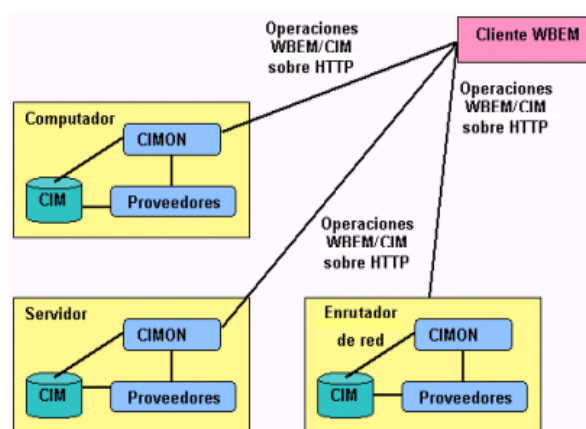 Operaciones
WBEM/CIM
sobre HTTP
Cliente WBEM
Operaciones
WBEM/CIM
sobre HTTP
Computador
CIMON
CIM
Proveedores
Operaciones
WBEM/CIM
sobre HTTP
Servidor
CIMON
CIM
Proveedores
Enrutador
de red
CIMON
CIM
Proveedores